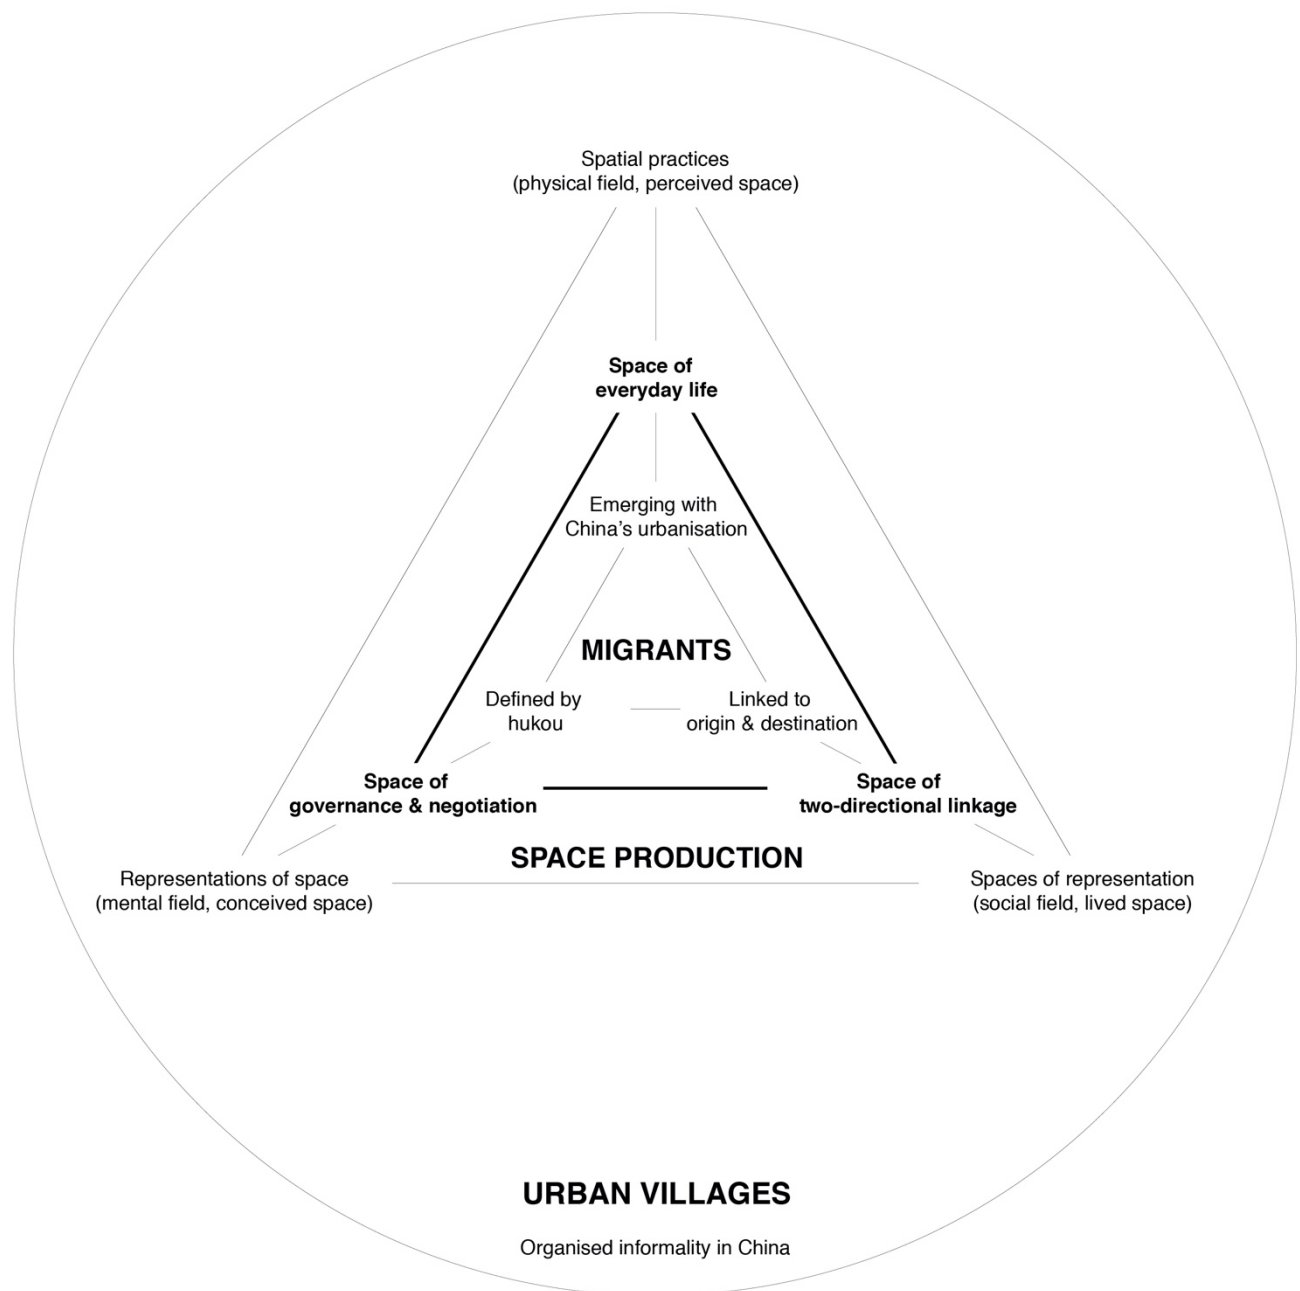 Spatial practices
(physical field, perceived space)
Space of
everyday life
Emerging with
China's urbanisation
MIGRANTS
Defined by
hukou
Linked to
origin & destination
Space of
governance & negotiation
Space of
two-directional linkage
SPACE PRODUCTION
Representations of space
(mental field, conceived space)
Spaces of representation
(social field, lived space)
URBAN VILLAGES
Organised informality in China